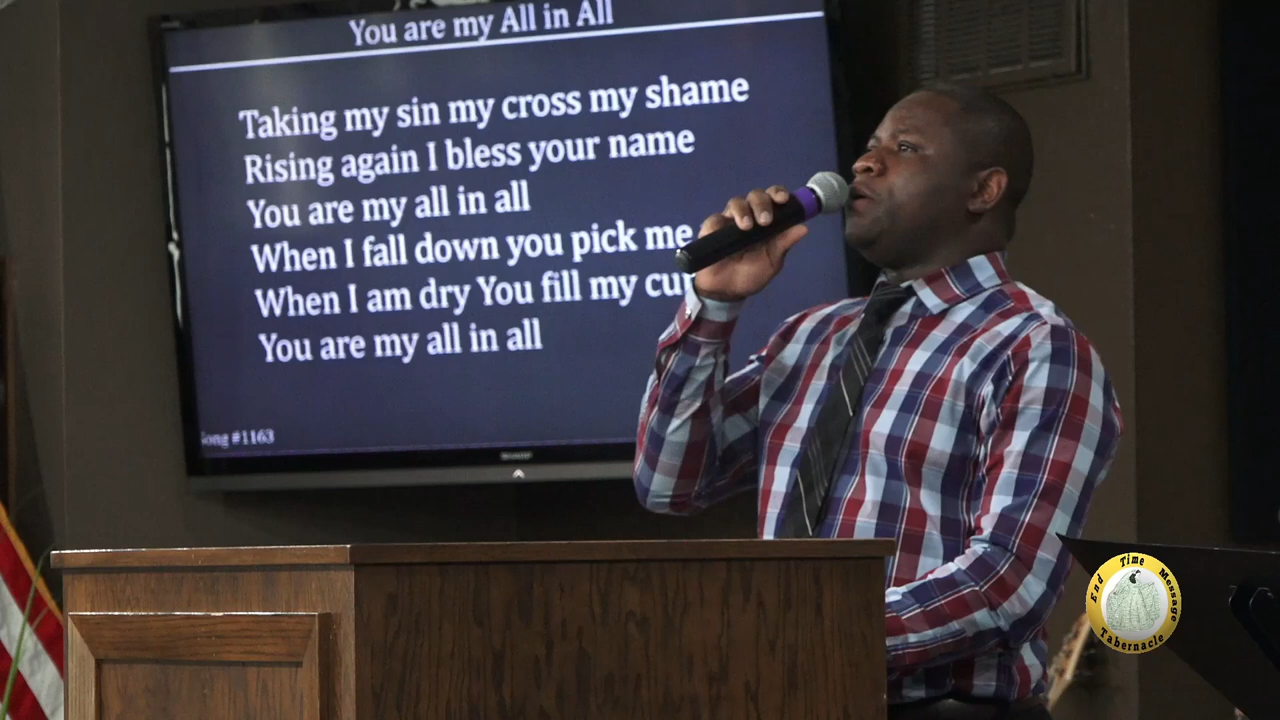 You are my All in All
Taking my sin my cross my shame
Rising again I bless your name
You are my all in all
When I fall down you pick me
When I am dry You fill my cup
You are my all in all
Song #1163
End Time Message
Tabernacle